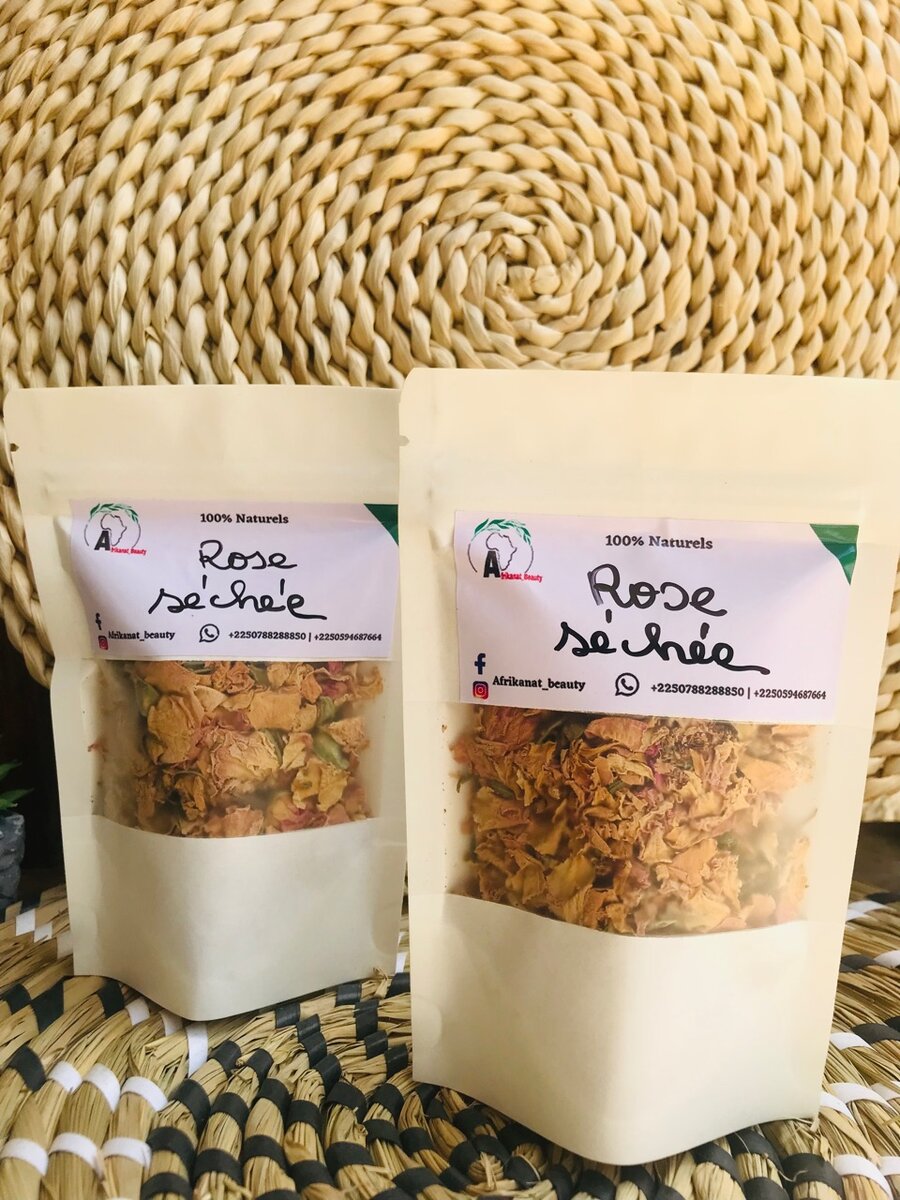 100% Naturels
Afrikanat_Beauty
Rose
séchée
Afrikanat_beauty
+2250788288850 | +2250594687664
100% Naturels
Afrikanat_Beauty
Rose
séchée
Afrikanat_beauty
+2250788288850 | +2250594687664